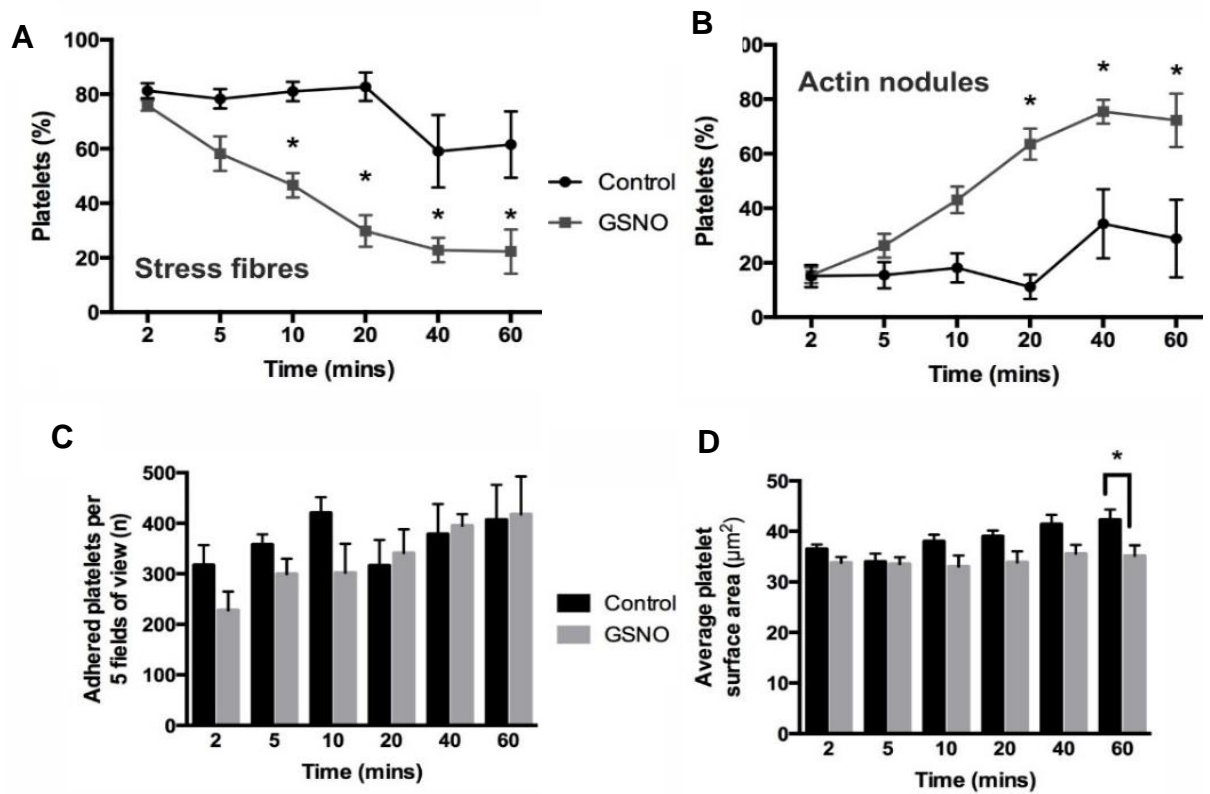 A
100
80
60
40
20
0
Platelets (%)
*
*
*
*
Stress fibres
2 5 10 20 40 60
Time (mins)
Control
GSNO
B
00
80
60
40
20
0
Platelets (%)
Actin nodules
*
*
*
2 5 10 20 40 60
Time (mins)
C
500
400
300
200
100
0
Adhered platelets per
5 fields of view (n)
2 5 10 20 40 60
Time (mins)
Control
GSNO
D
50
40
30
20
10
0
Average platelet
surface area (µm²)
*
2 5 10 20 40 60
Time (mins)